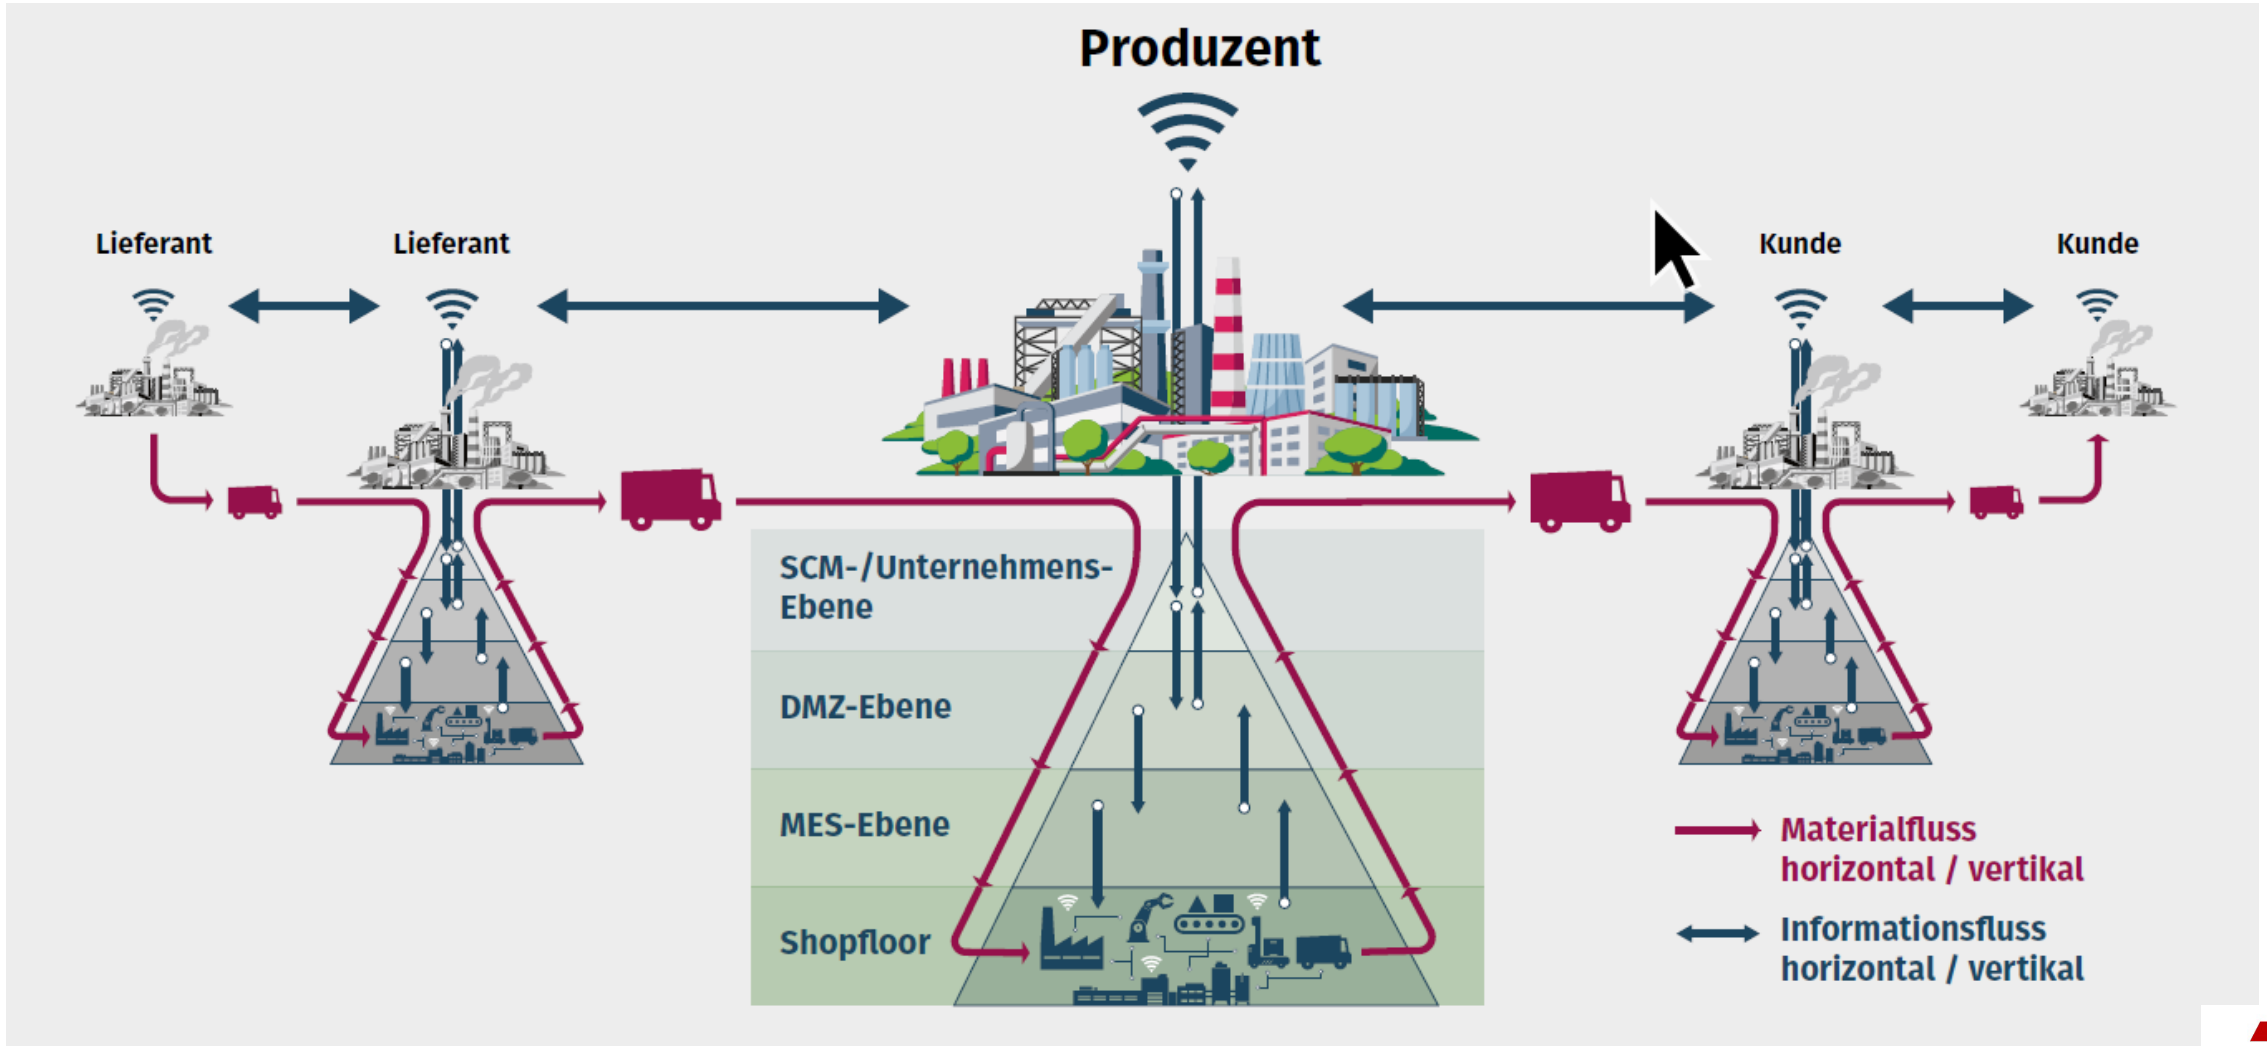 Produzent
Lieferant
Lieferant
Kunde
Kunde
SCM-/Unternehmens-
Ebene
DMZ-Ebene
MES-Ebene
Shopfloor
Materialfluss
horizontal / vertikal
Informationsfluss
horizontal / vertikal